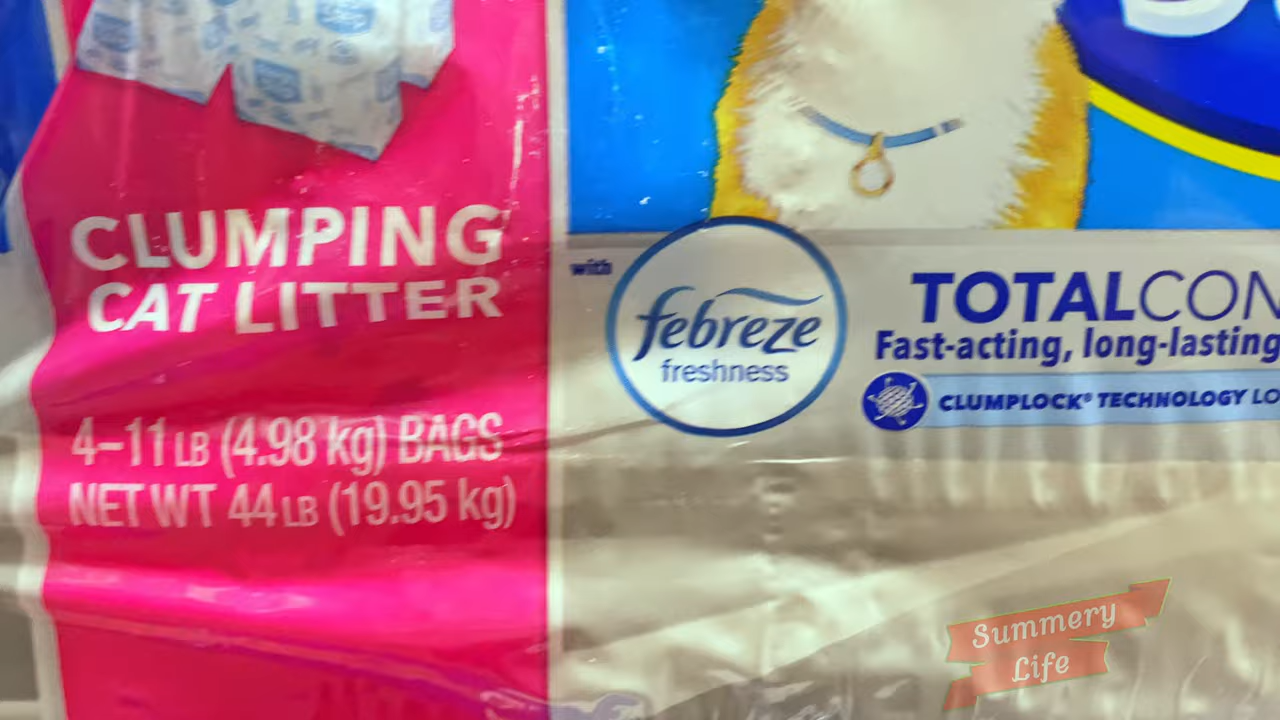 CLUMPING
CAT LITTER
4–11 LB (4.98 kg) BAGS
NET WT 44 LB (19.95 kg)
with
febreze
freshness
TOTALCON
Fast-acting, long-lasting
CLUMPLOCK® TECHNOLOGY LO
Summery
Life